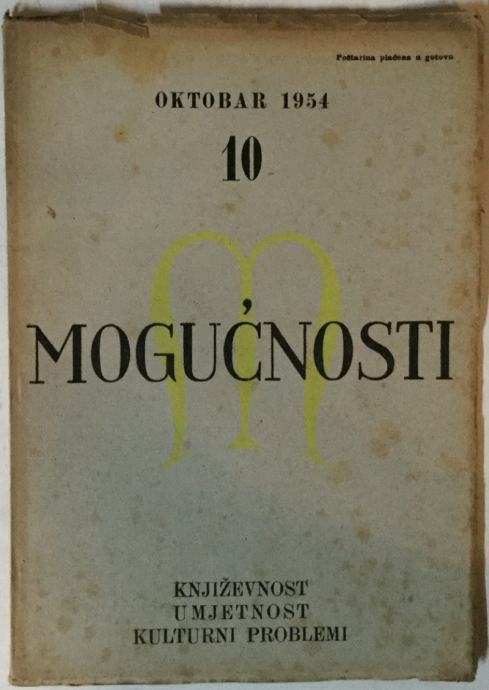 Poštarina plaćena u gotovu
OKTOBAR 1954
10
m
MOGUĆNOSTI
KNJIŽEVNOST
UMJETNOST
KULTURNI PROBLEMI